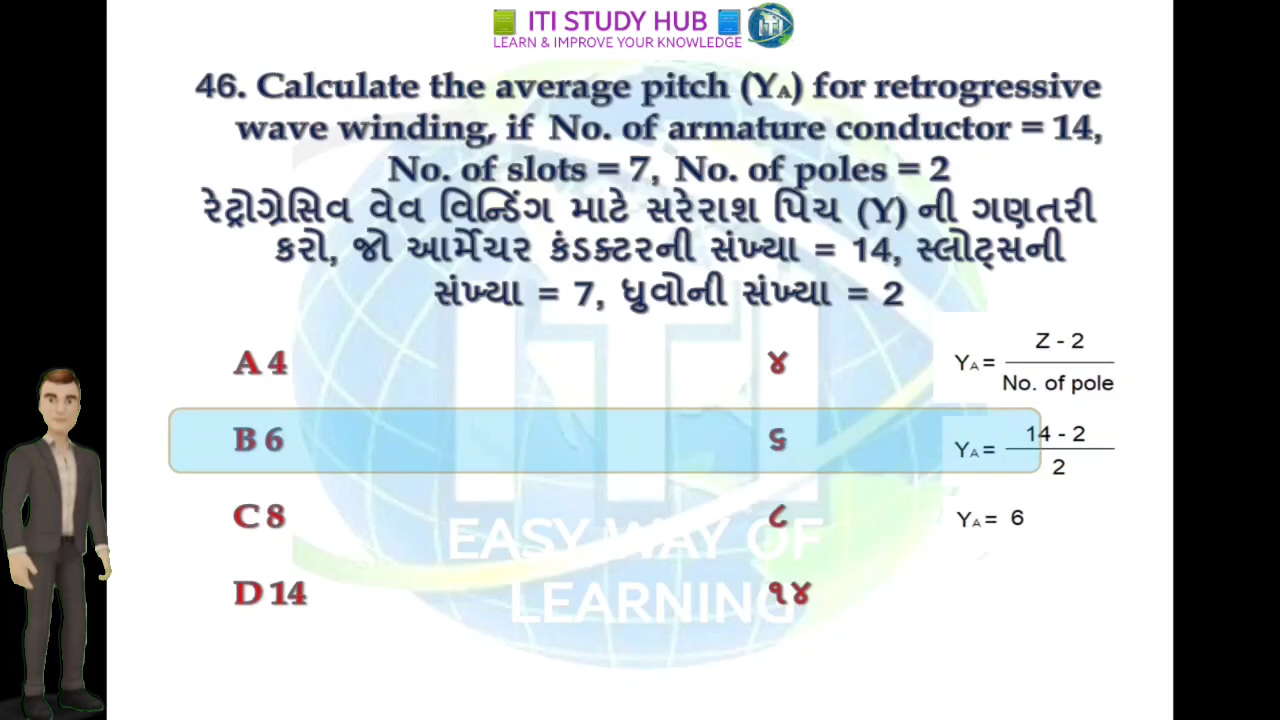 ITI STUDY HUB
LEARN & IMPROVE YOUR KNOWLEDGE
ITI
46. Calculate the average pitch (YA) for retrogressive
wave winding, if No. of armature conductor = 14,
No. of slots = 7, No. of poles = 2
રેટ્રોગ્રેસિવ વેવ વિન્ડિંગ માટે સરેરાશ પિચ (Y) ની ગણતરી
કરો, જો આર્મેચર કંડક્ટરની સંખ્યા = 14, સ્લોટ્સની
સંખ્યા = 7, ધ્રુવોની સંખ્યા = 2
A 4 ૪
B 6 ૬
C 8 ૮
D 14 ૧૪
YA = Z - 2
No. of pole
YA = 14 - 2
2
YA = 6
ITI
EASY WAY OF
LEARNING